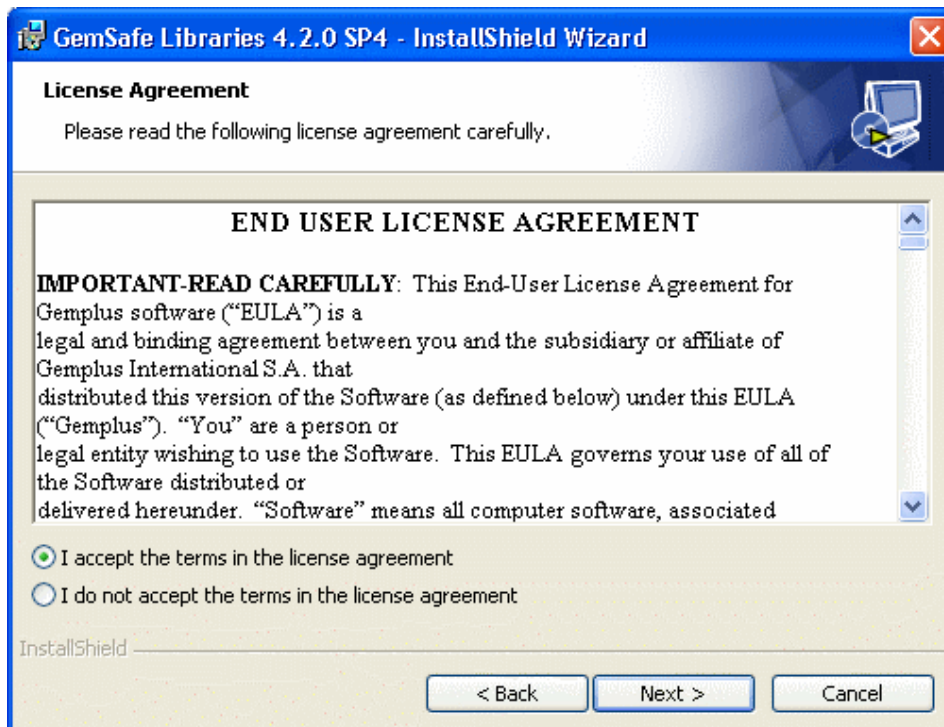 GemSafe Libraries 4.2.0 SP4 - InstallShield Wizard
License Agreement
Please read the following license agreement carefully.
END USER LICENSE AGREEMENT
IMPORTANT-READ CAREFULLY:  This End-User License Agreement for
Gemplus software (“EULA”) is a
legal and binding agreement between you and the subsidiary or affiliate of
Gemplus International S.A. that
distributed this version of the Software (as defined below) under this EULA
(“Gemplus”).  “You” are a person or
legal entity wishing to use the Software.  This EULA governs your use of all of
the Software distributed or
delivered hereunder.  “Software” means all computer software, associated
I accept the terms in the license agreement
I do not accept the terms in the license agreement
InstallShield
< Back
Next >
Cancel